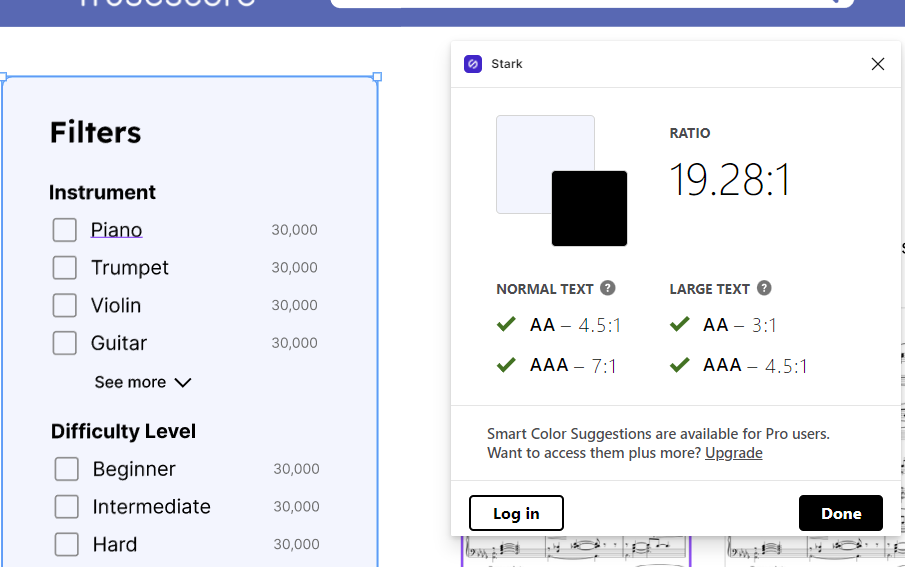 Stark
Filters
Instrument
Piano 30,000
Trumpet 30,000
Violin 30,000
Guitar 30,000
See more
Difficulty Level
Beginner 30,000
Intermediate 30,000
Hard 30,000
RATIO
19.28:1
NORMAL TEXT ? LARGE TEXT ?
AA – 4.5:1 AA – 3:1
AAA – 7:1 AAA – 4.5:1
Smart Color Suggestions are available for Pro users.
Want to access them plus more? Upgrade
Log in Done